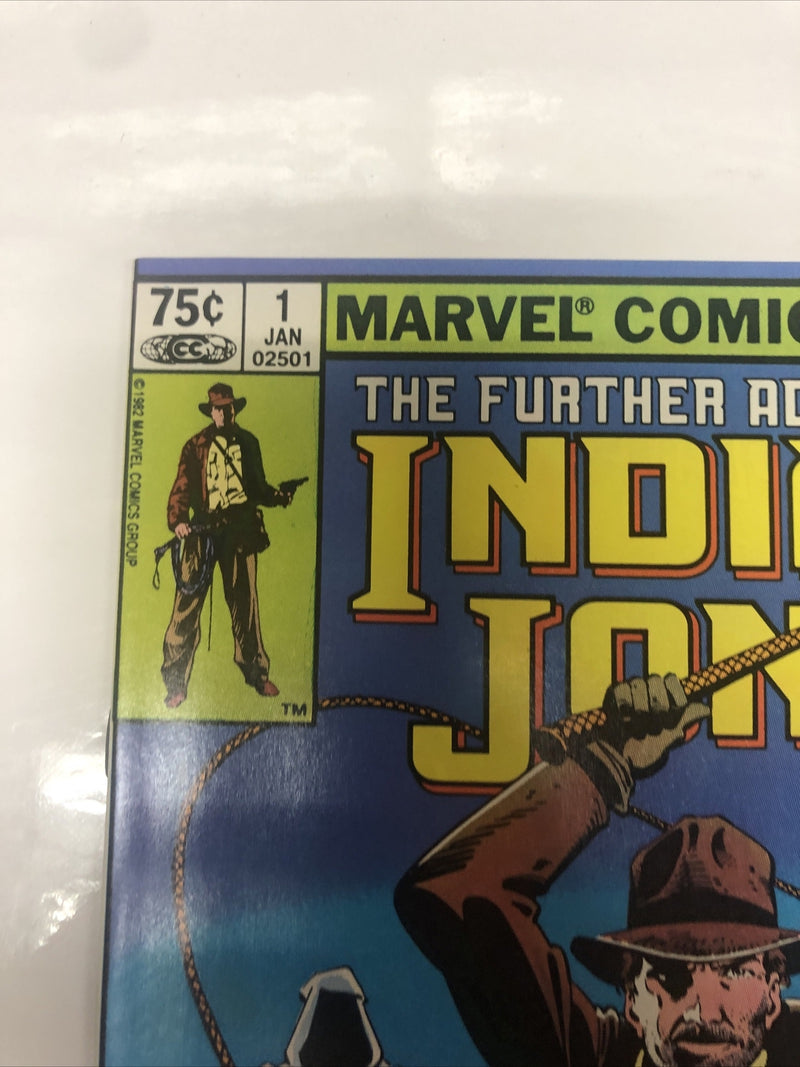 75¢
CC
1
JAN
02501
MARVEL® COMIC
THE FURTHER AD
INDI
JON
©1982 MARVEL COMICS GROUP
TM